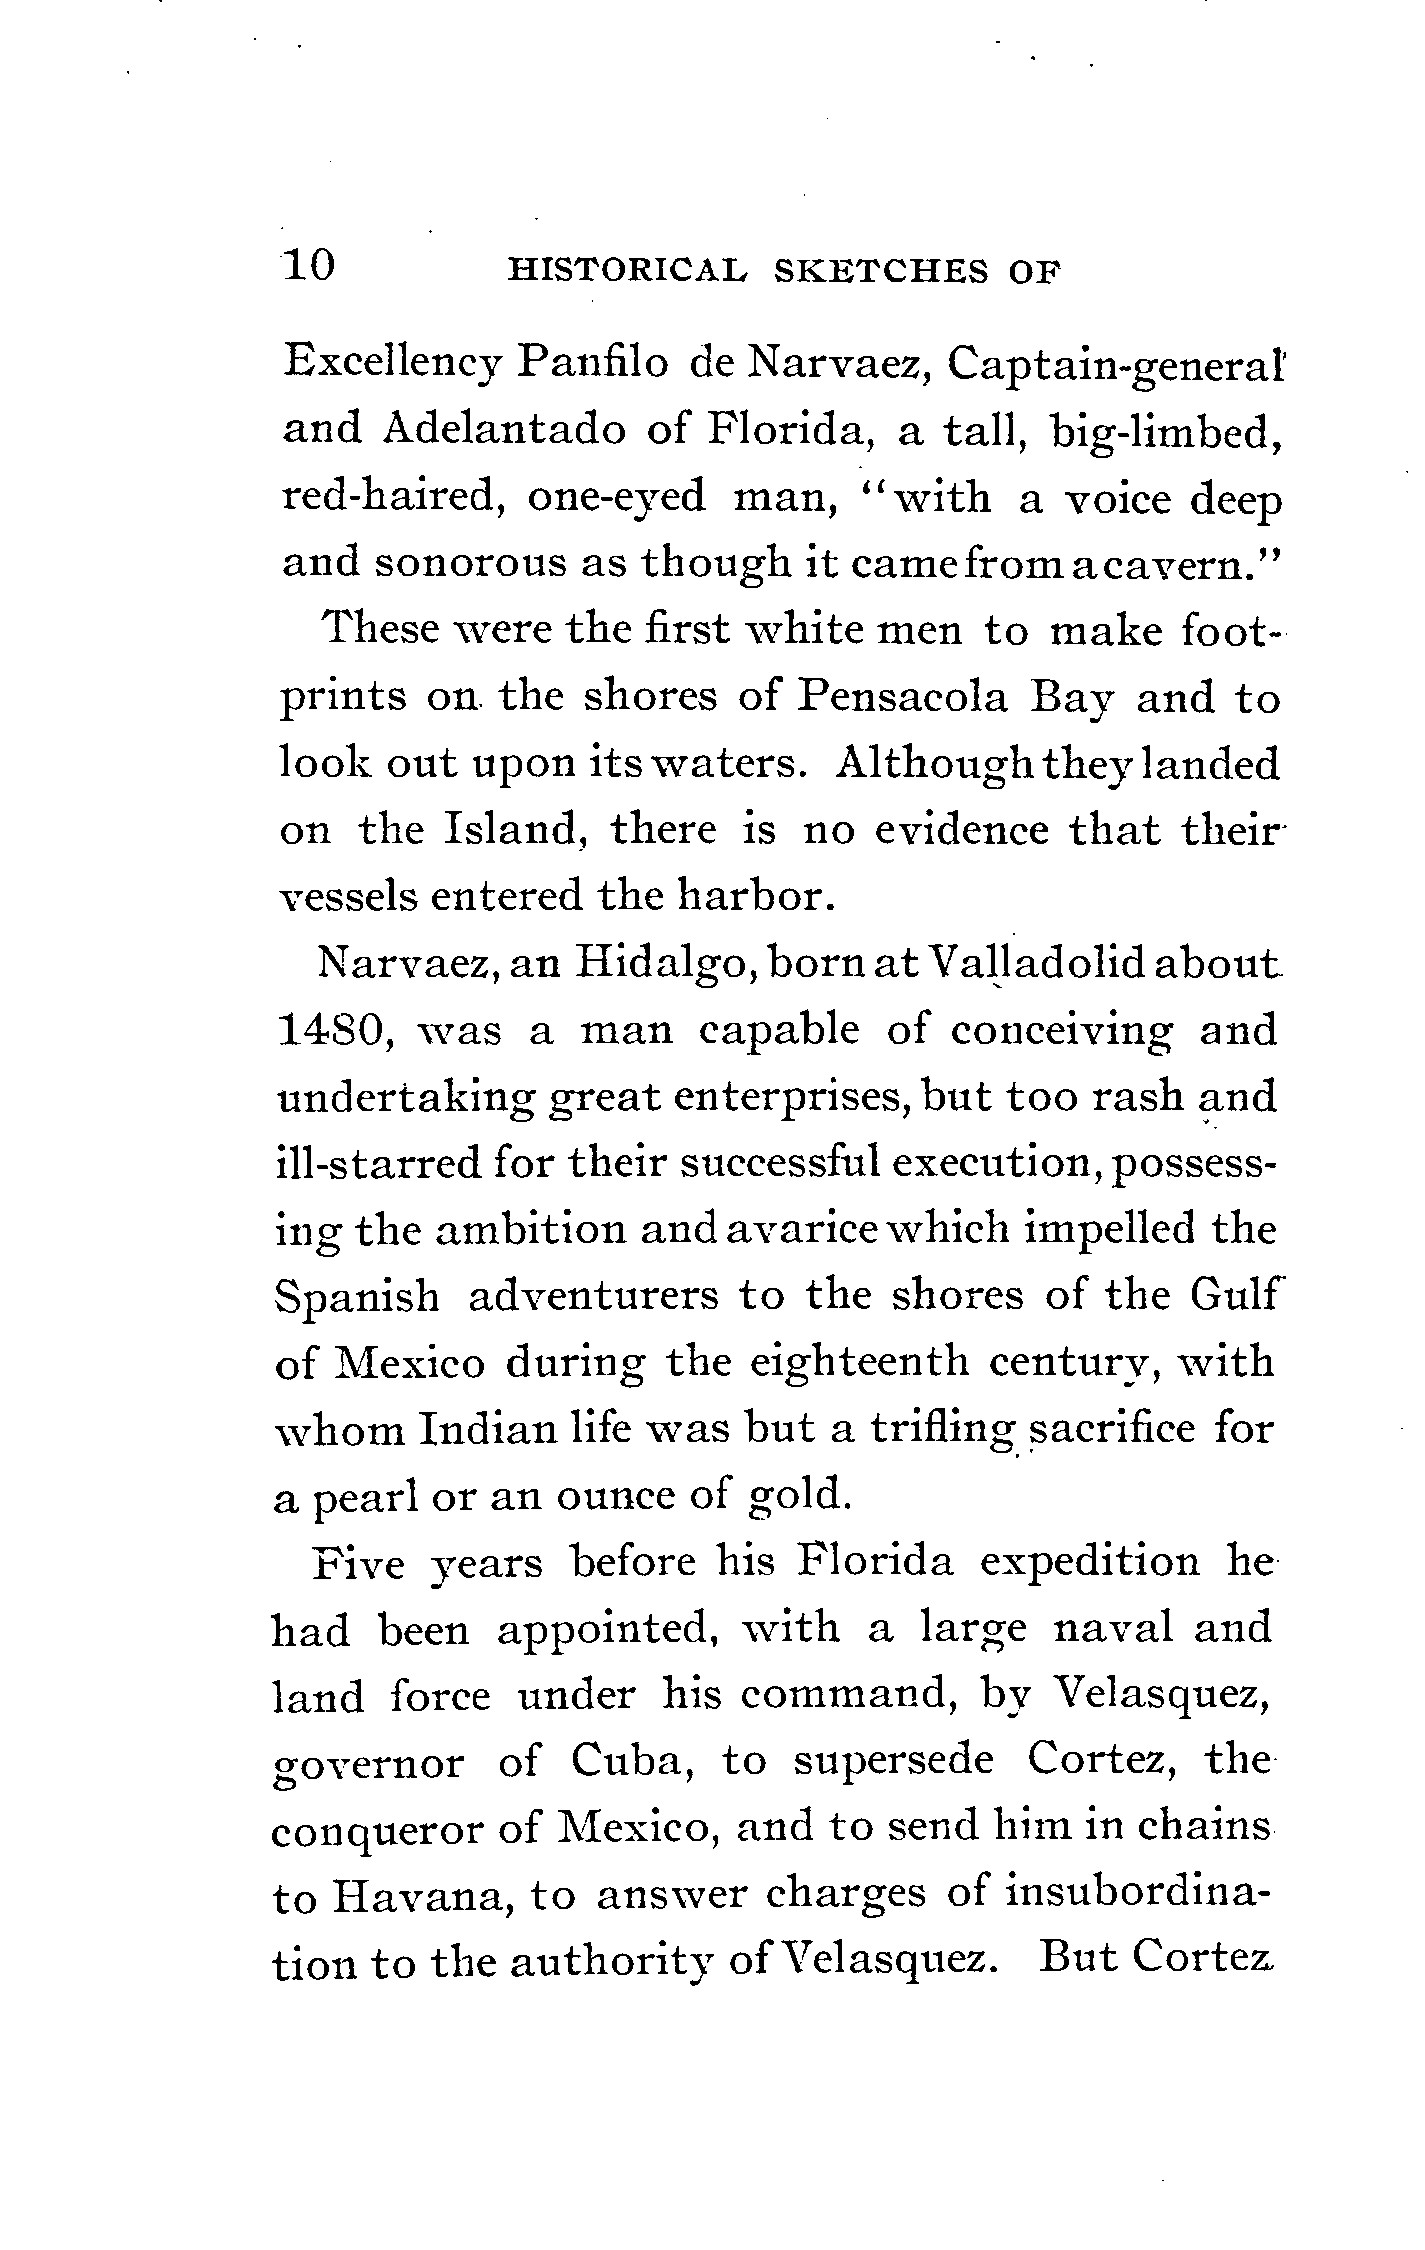 10 HISTORICAL SKETCHES OF
Excellency Panfilo de Narvaez, Captain-general
and Adelantado of Florida, a tall, big-limbed,
red-haired, one-eyed man, "with a voice deep
and sonorous as though it came from a cavern."
These were the first white men to make foot-
prints on the shores of Pensacola Bay and to
look out upon its waters. Although they landed
on the Island, there is no evidence that their
vessels entered the harbor.
Narvaez, an Hidalgo, born at Valladolid about
1480, was a man capable of conceiving and
undertaking great enterprises, but too rash and
ill-starred for their successful execution, possess-
ing the ambition and avarice which impelled the
Spanish adventurers to the shores of the Gulf
of Mexico during the eighteenth century, with
whom Indian life was but a trifling sacrifice for
a pearl or an ounce of gold.
Five years before his Florida expedition he
had been appointed, with a large naval and
land force under his command, by Velasquez,
governor of Cuba, to supersede Cortez, the
conqueror of Mexico, and to send him in chains
to Havana, to answer charges of insubordina-
tion to the authority of Velasquez. But Cortez